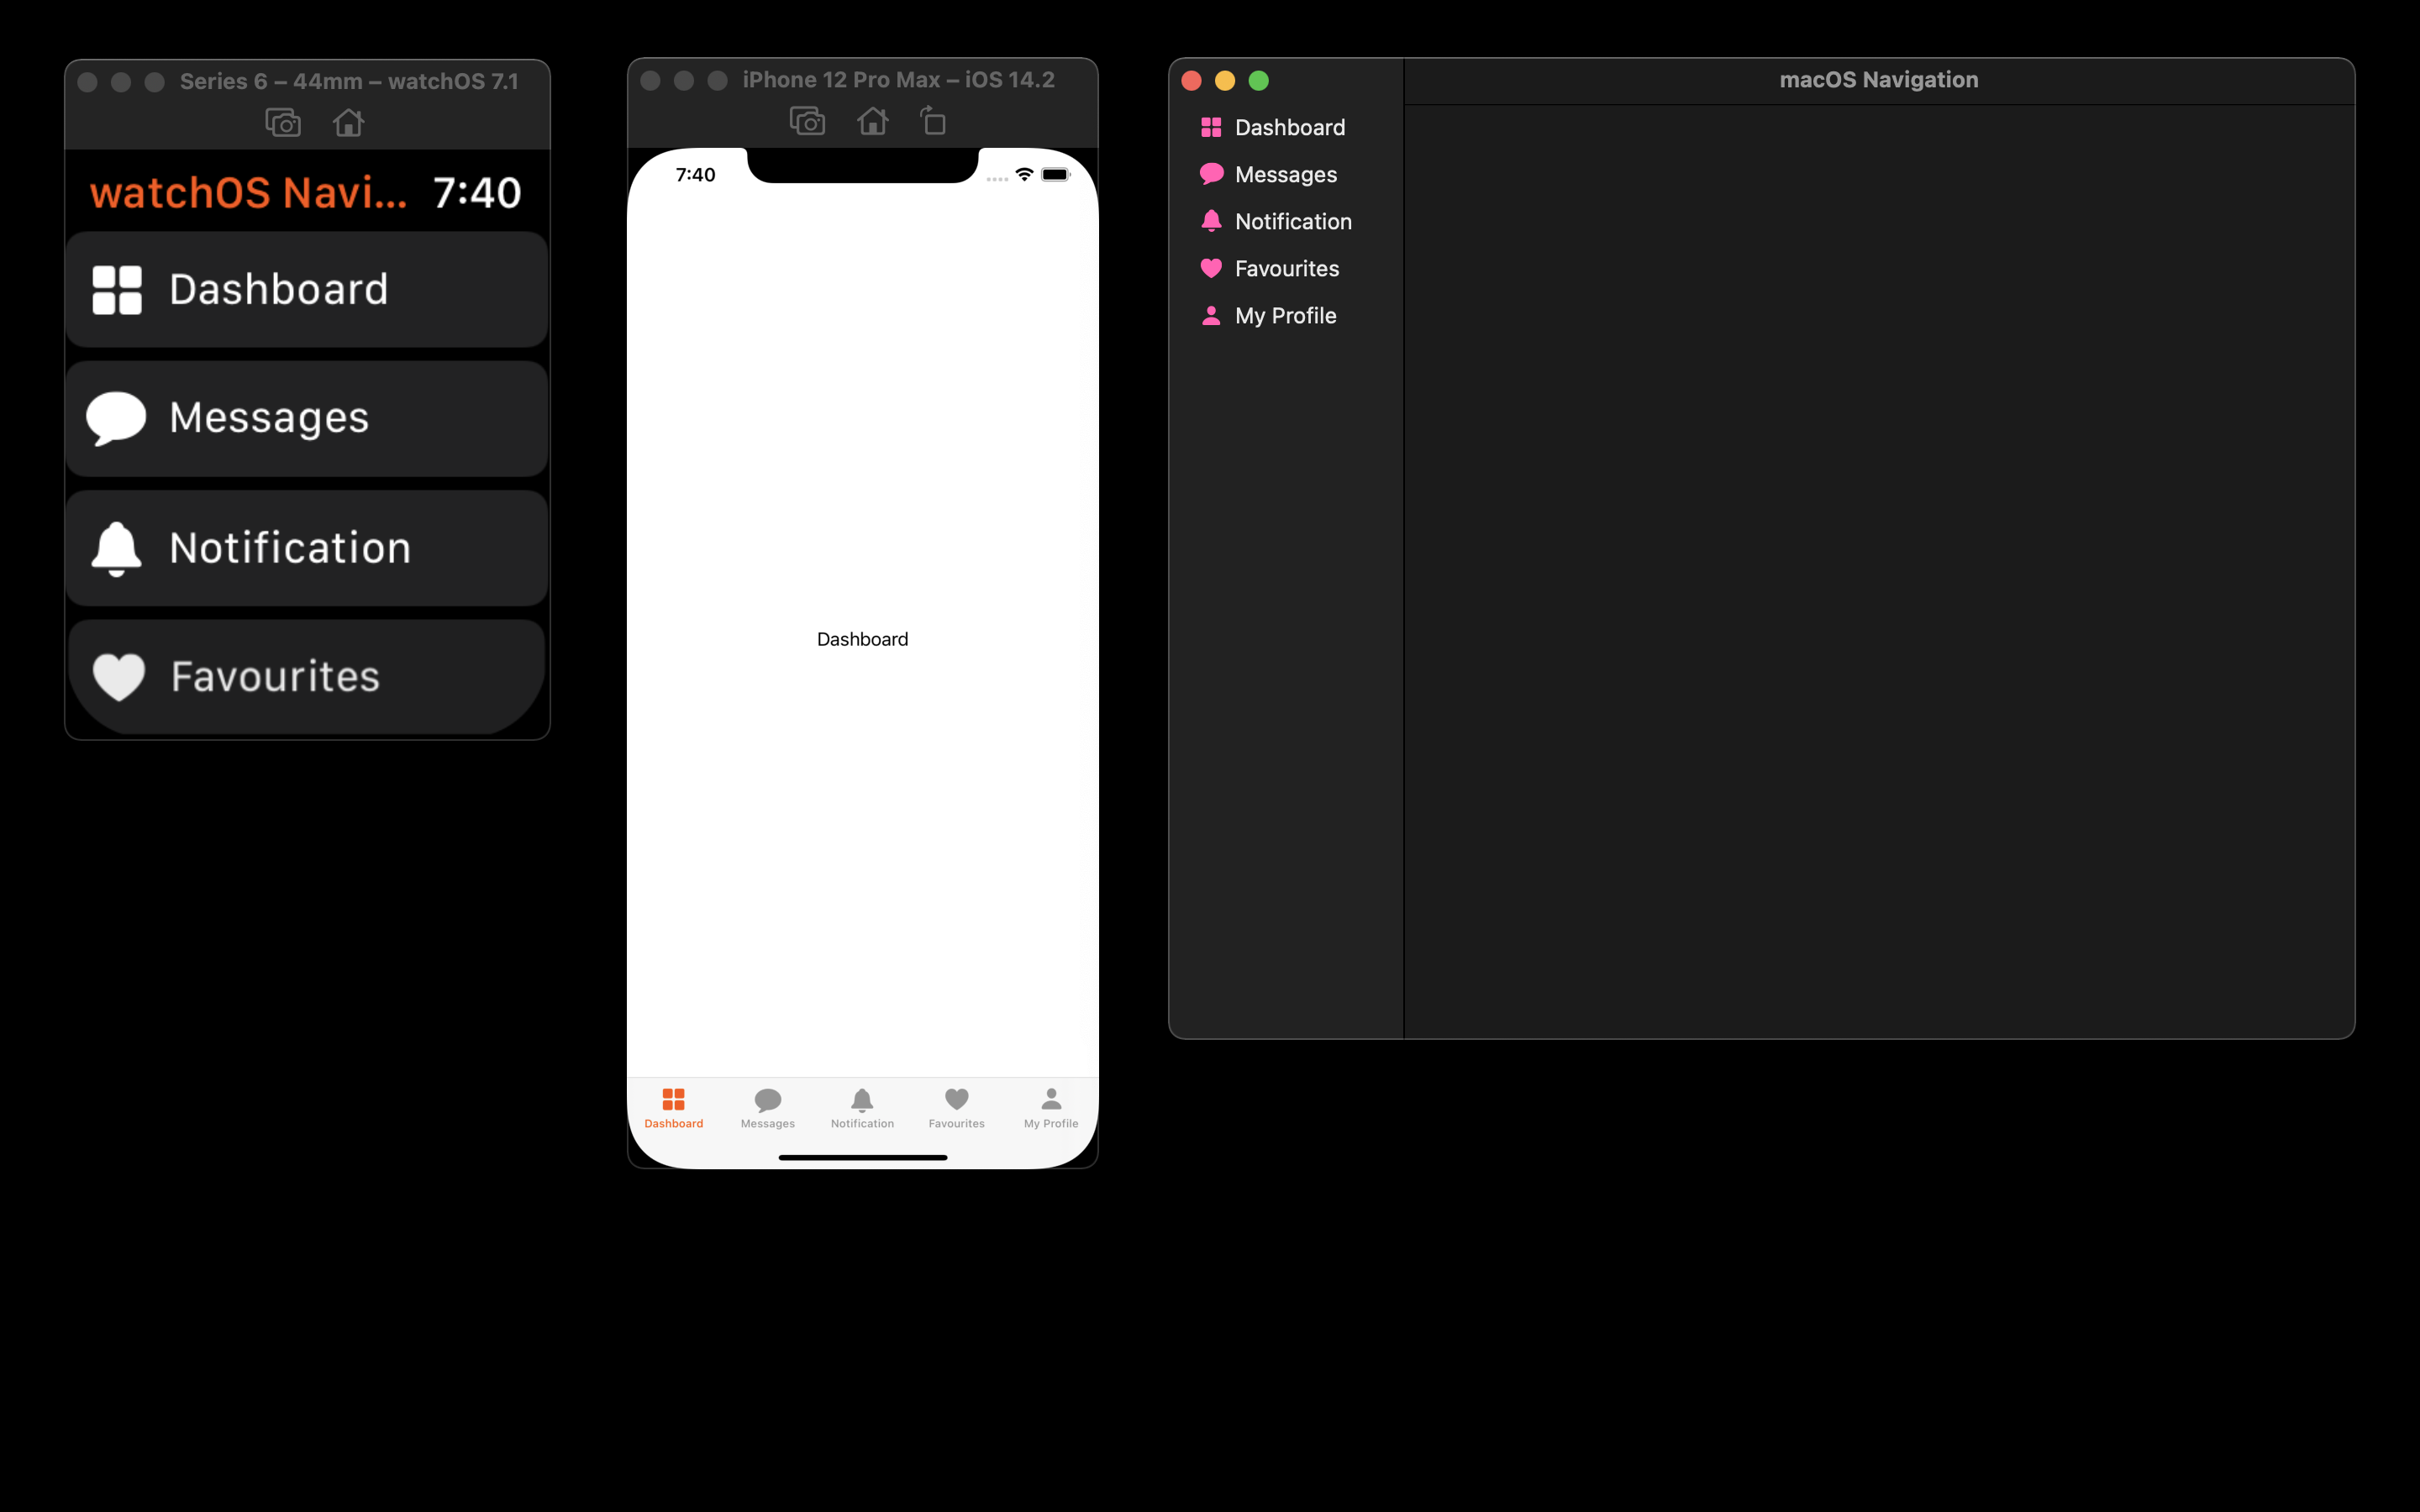 Series 6 – 44mm – watchOS 7.1
watchOS Navi... 7:40
Dashboard
Messages
Notification
Favourites
iPhone 12 Pro Max – iOS 14.2
7:40
Dashboard
Dashboard Messages Notification Favourites My Profile
macOS Navigation
Dashboard
Messages
Notification
Favourites
My Profile